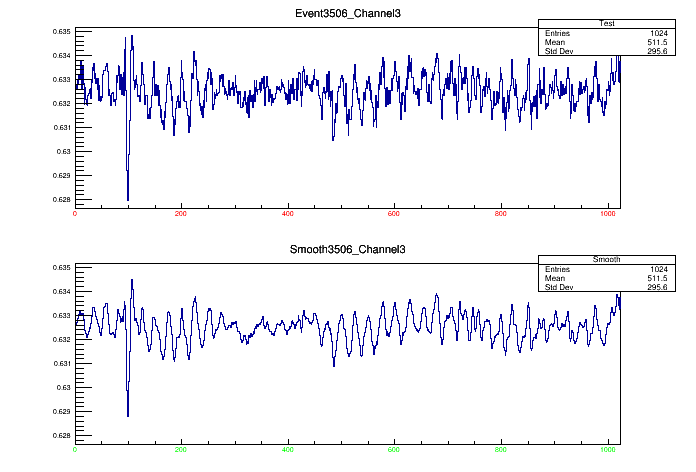 Event3506_Channel3
Test
Entries 1024
Mean 511.5
Std Dev 295.6
0.635
0.634
0.633
0.632
0.631
0.63
0.629
0.628
0 200 400 600 800 1000
Smooth3506_Channel3
Smooth
Entries 1024
Mean 511.5
Std Dev 295.6
0.635
0.634
0.633
0.632
0.631
0.63
0.629
0.628
0 200 400 600 800 1000